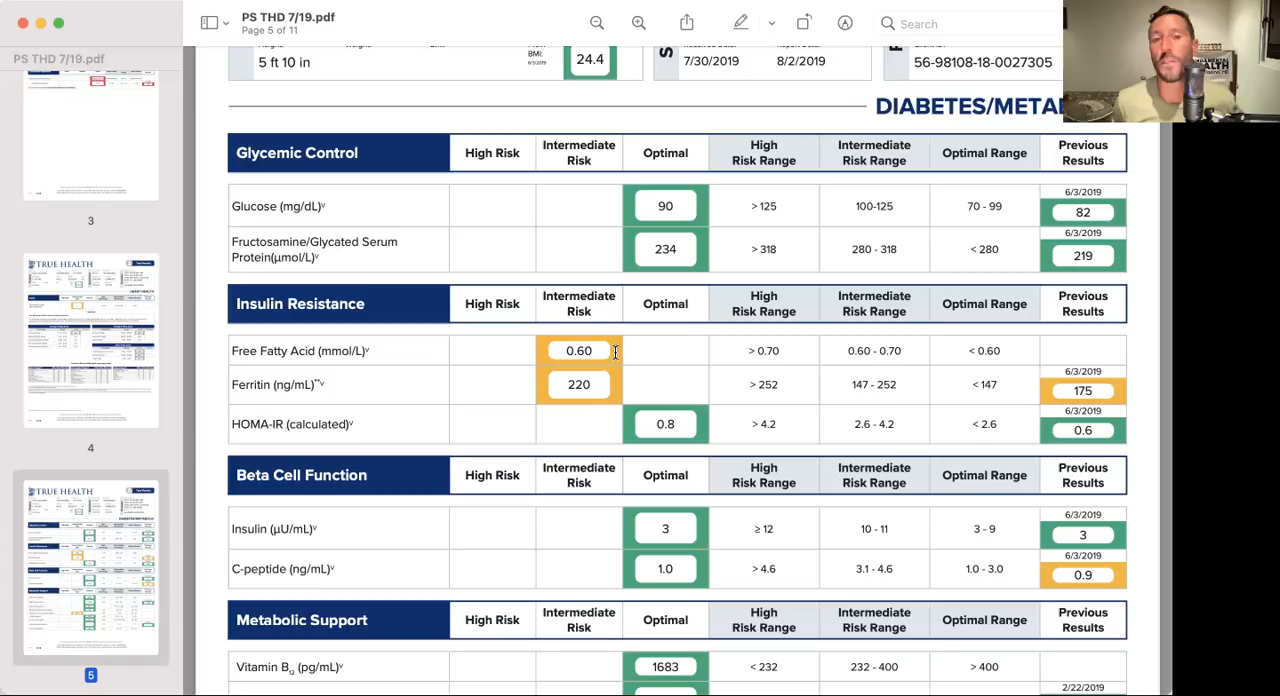 PS THD 7/19.pdf
Page 5 of 11
Search
PS THD 7/19.pdf
3
TRUE HEALTH
4
TRUE HEALTH
5
5 ft 10 in
BMI:
6/3/2019
24.4
S
7/30/2019
8/2/2019
56-98108-18-0027305
DIABETES/META
Glycemic Control High Risk Intermediate Risk Optimal High Risk Range Intermediate Risk Range Optimal Range Previous Results
6/3/2019
Glucose (mg/dL)ᵛ 90 > 125 100-125 70 - 99 82
6/3/2019
Fructosamine/Glycated Serum
Protein(µmol/L)ᵛ 234 > 318 280 - 318 < 280 219
Insulin Resistance High Risk Intermediate Risk Optimal High Risk Range Intermediate Risk Range Optimal Range Previous Results
Free Fatty Acid (mmol/L)ᵛ 0.60 > 0.70 0.60 - 0.70 < 0.60
6/3/2019
Ferritin (ng/mL)**ᵛ 220 > 252 147 - 252 < 147 175
6/3/2019
HOMA-IR (calculated)ᵛ 0.8 > 4.2 2.6 - 4.2 < 2.6 0.6
Beta Cell Function High Risk Intermediate Risk Optimal High Risk Range Intermediate Risk Range Optimal Range Previous Results
6/3/2019
Insulin (µU/mL)ᵛ 3 ≥ 12 10 - 11 3 - 9 3
6/3/2019
C-peptide (ng/mL)ᵛ 1.0 > 4.6 3.1 - 4.6 1.0 - 3.0 0.9
Metabolic Support High Risk Intermediate Risk Optimal High Risk Range Intermediate Risk Range Optimal Range Previous Results
Vitamin B₁₂ (pg/mL)ᵛ 1683 < 232 232 - 400 > 400
2/22/2019